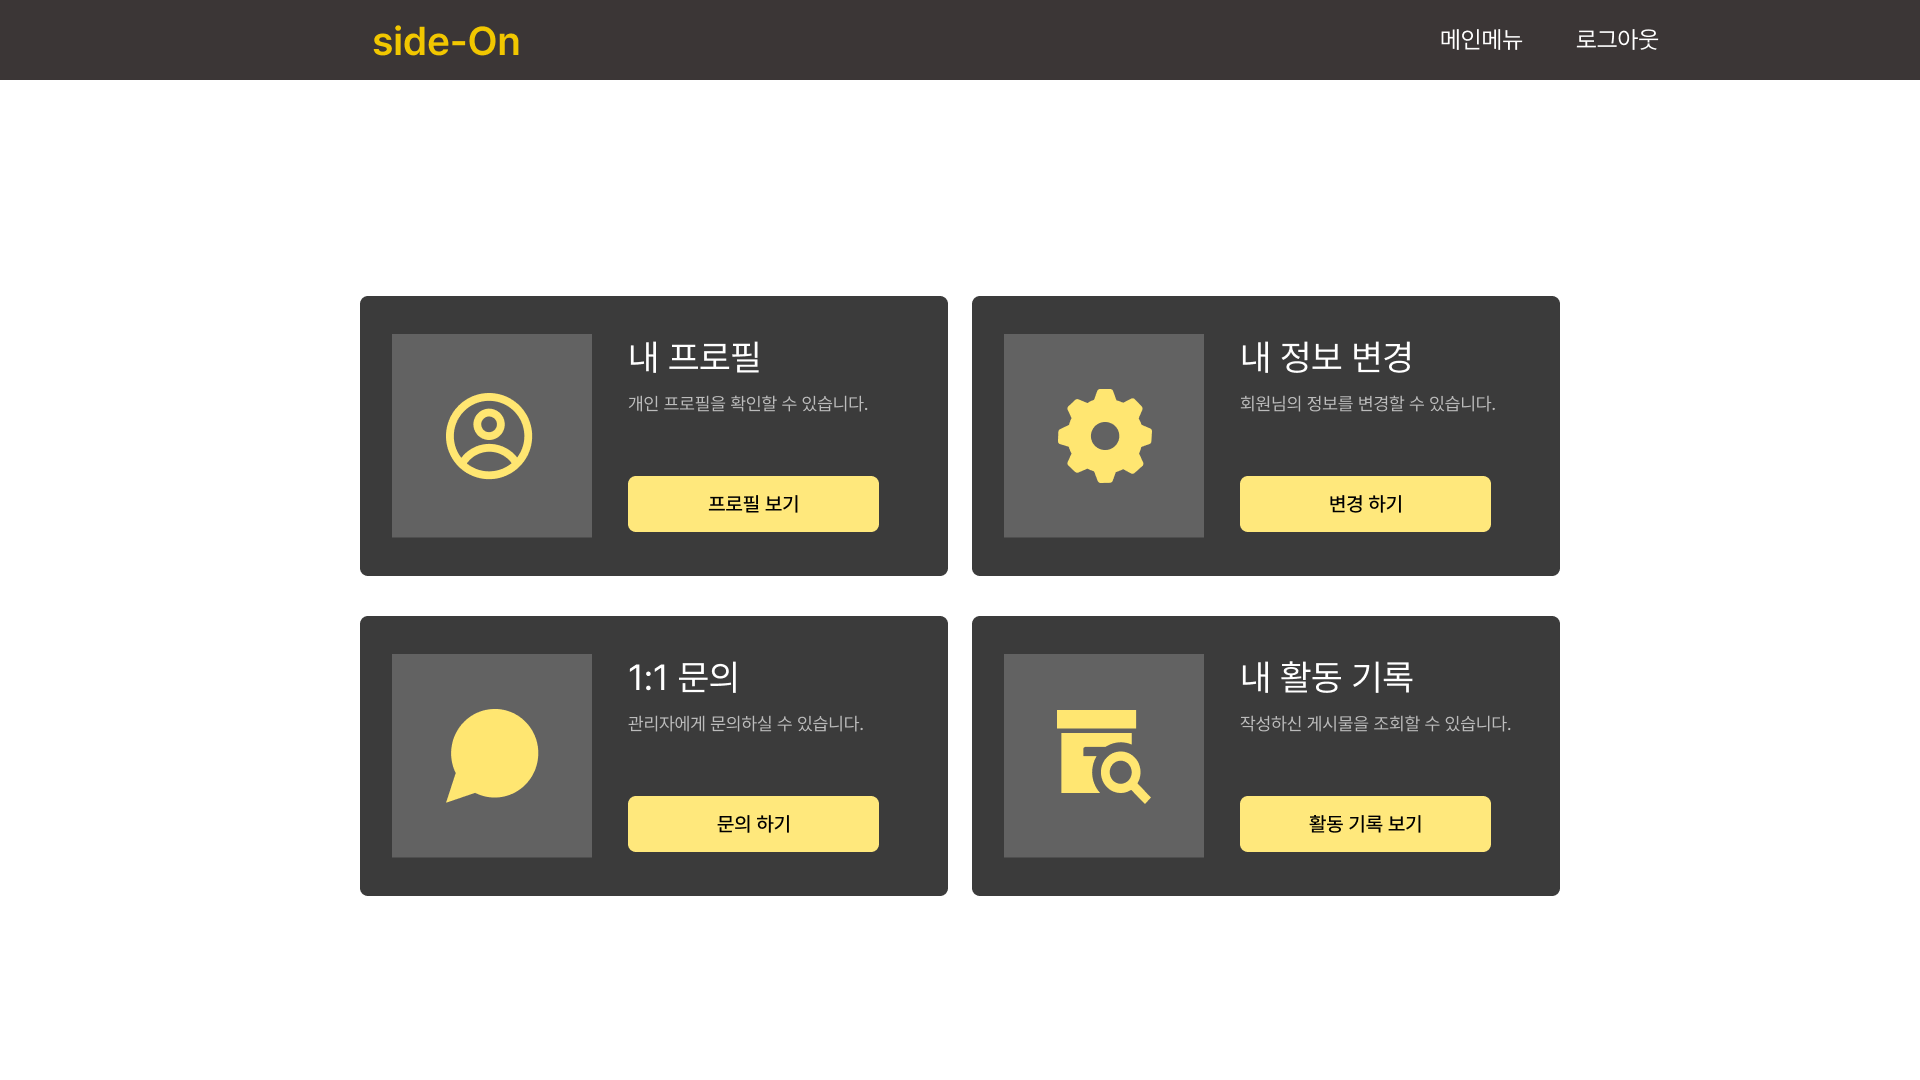 side-On
메인메뉴
로그아웃
내 프로필
개인 프로필을 확인할 수 있습니다.
프로필 보기
내 정보 변경
회원님의 정보를 변경할 수 있습니다.
변경 하기
1:1 문의
관리자에게 문의하실 수 있습니다.
문의 하기
내 활동 기록
작성하신 게시물을 조회할 수 있습니다.
활동 기록 보기